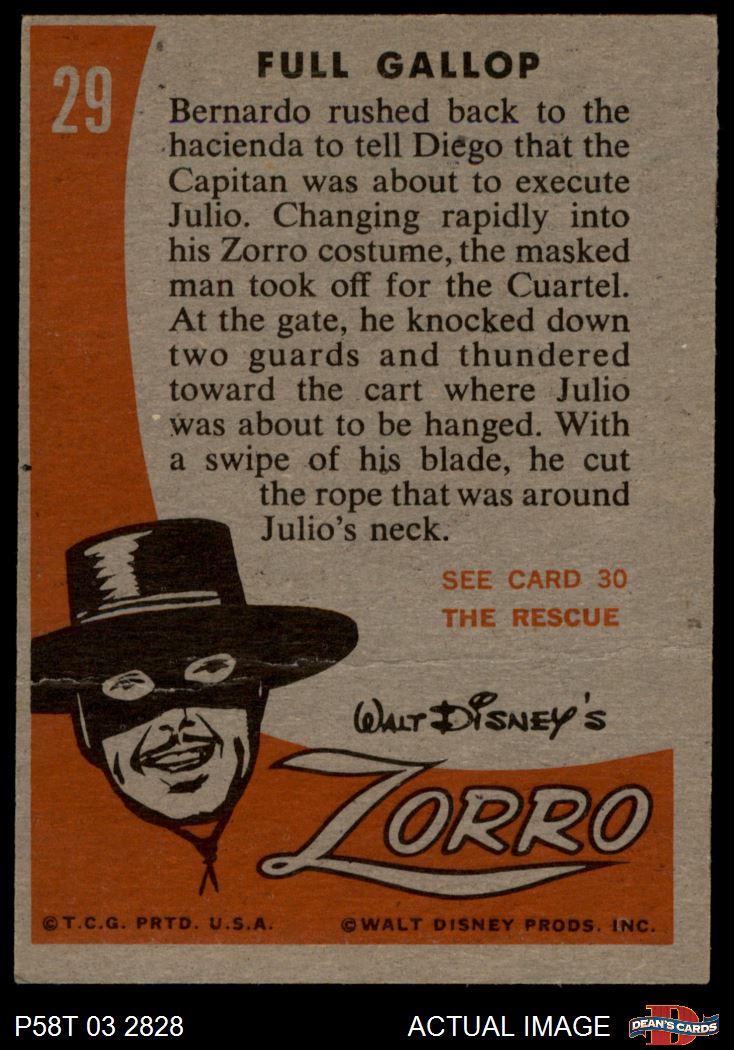 29
FULL GALLOP
Bernardo rushed back to the
hacienda to tell Diego that the
Capitan was about to execute
Julio. Changing rapidly into
his Zorro costume, the masked
man took off for the Cuartel.
At the gate, he knocked down
two guards and thundered
toward the cart where Julio
was about to be hanged. With
a swipe of his blade, he cut
the rope that was around
Julio's neck.
SEE CARD 30
THE RESCUE
WALT DISNEY'S
ZORRO
©T.C.G. PRTD. U.S.A.
©WALT DISNEY PRODS. INC.
P58T 03 2828
ACTUAL IMAGE
D
DEAN'S CARDS